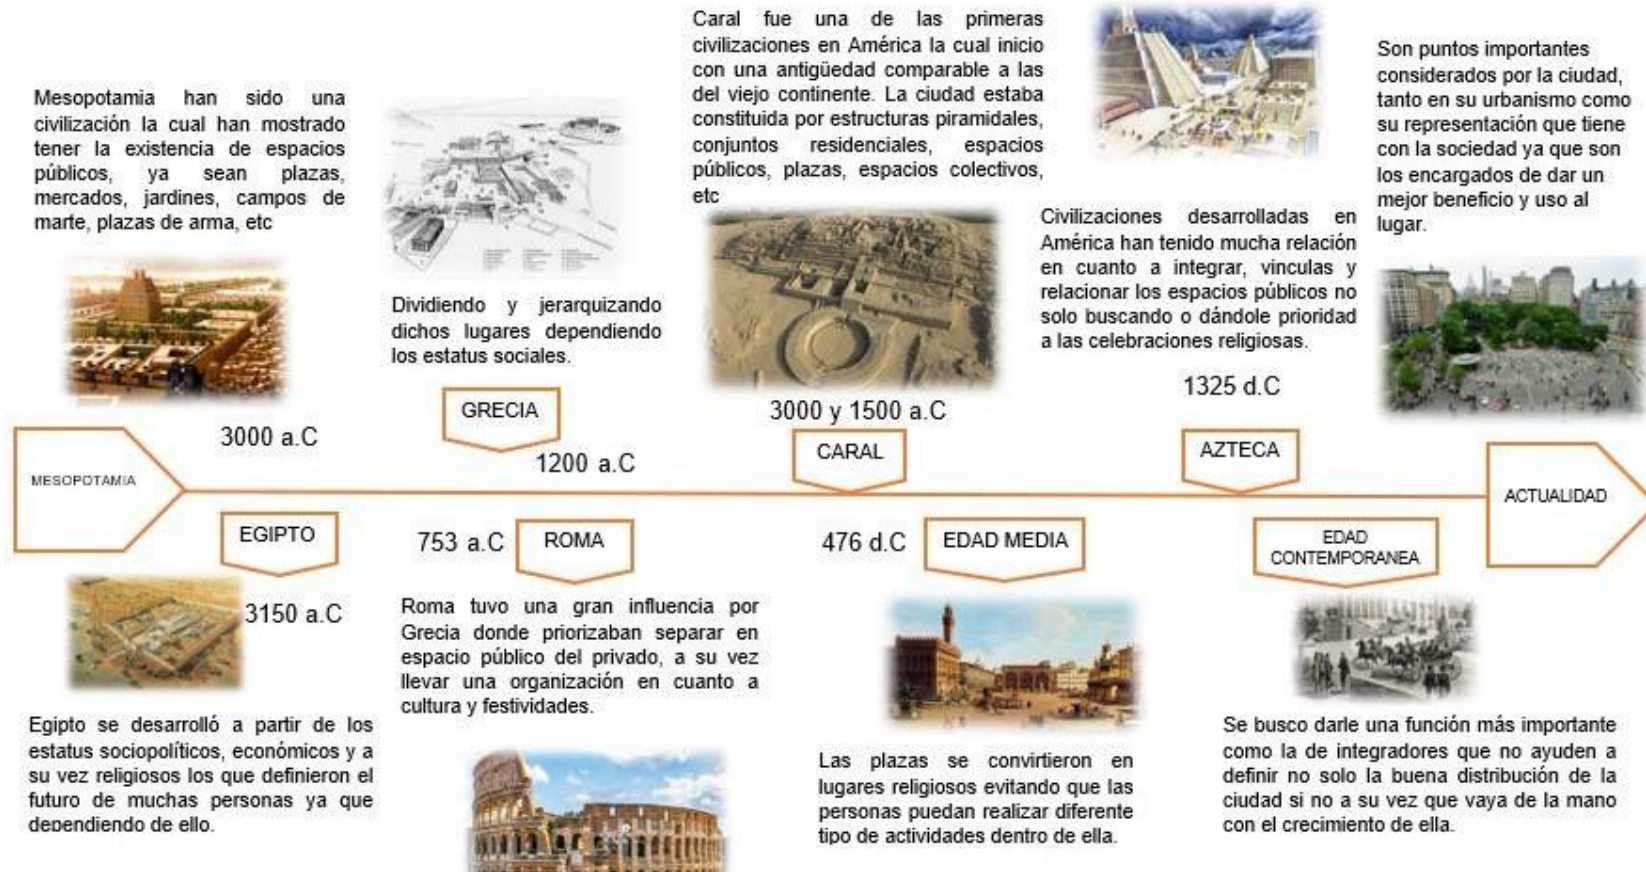 Mesopotamia han sido una
civilización la cual han mostrado
tener la existencia de espacios
públicos, ya sean plazas,
mercados, jardines, campos de
marte, plazas de arma, etc
3000 a.C
MESOPOTAMIA
EGIPTO
3150 a.C
Egipto se desarrolló a partir de los
estatus sociopolíticos, económicos y a
su vez religiosos los que definieron el
futuro de muchas personas ya que
dependiendo de ello.
Dividiendo y jerarquizando
dichos lugares dependiendo
los estatus sociales.
GRECIA
1200 a.C
753 a.C
ROMA
Roma tuvo una gran influencia por
Grecia donde priorizaban separar en
espacio público del privado, a su vez
llevar una organización en cuanto a
cultura y festividades.
Caral fue una de las primeras
civilizaciones en América la cual inicio
con una antigüedad comparable a las
del viejo continente. La ciudad estaba
constituida por estructuras piramidales,
conjuntos residenciales, espacios
públicos, plazas, espacios colectivos,
etc
3000 y 1500 a.C
CARAL
476 d.C
EDAD MEDIA
Las plazas se convirtieron en
lugares religiosos evitando que las
personas puedan realizar diferente
tipo de actividades dentro de ella.
Civilizaciones desarrolladas en
América han tenido mucha relación
en cuanto a integrar, vinculas y
relacionar los espacios públicos no
solo buscando o dándole prioridad
a las celebraciones religiosas.
1325 d.C
AZTECA
EDAD
CONTEMPORANEA
Se busco darle una función más importante
como la de integradores que no ayuden a
definir no solo la buena distribución de la
ciudad si no a su vez que vaya de la mano
con el crecimiento de ella.
Son puntos importantes
considerados por la ciudad,
tanto en su urbanismo como
su representación que tiene
con la sociedad ya que son
los encargados de dar un
mejor beneficio y uso al
lugar.
ACTUALIDAD